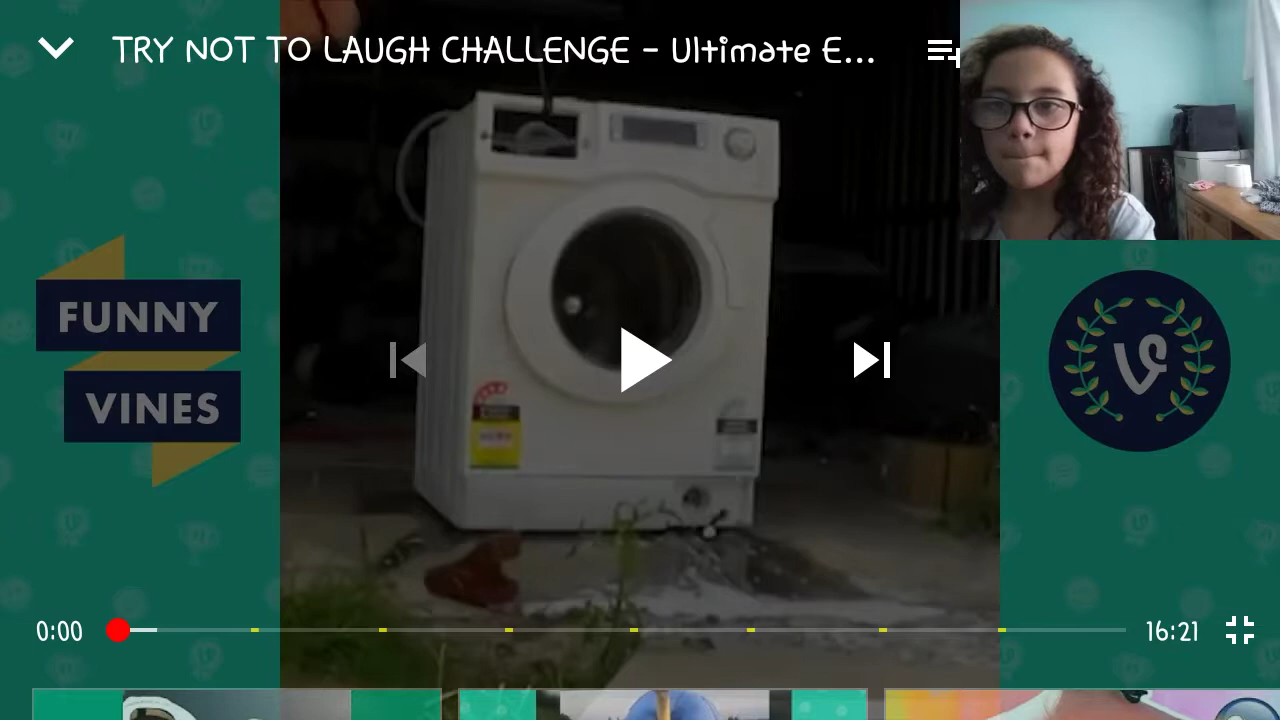 TRY NOT TO LAUGH CHALLENGE - Ultimate E...
FUNNY
VINES
0:00
16:21